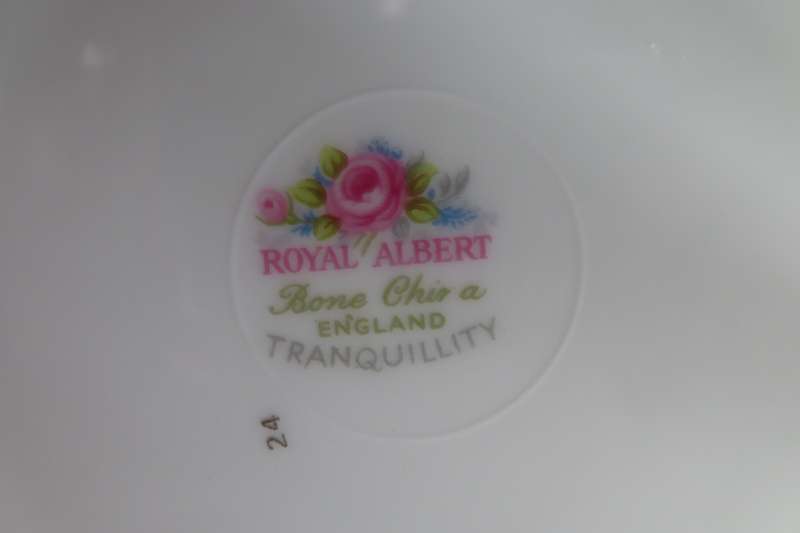 ROYAL ALBERT
Bone China
ENGLAND
TRANQUILLITY
24